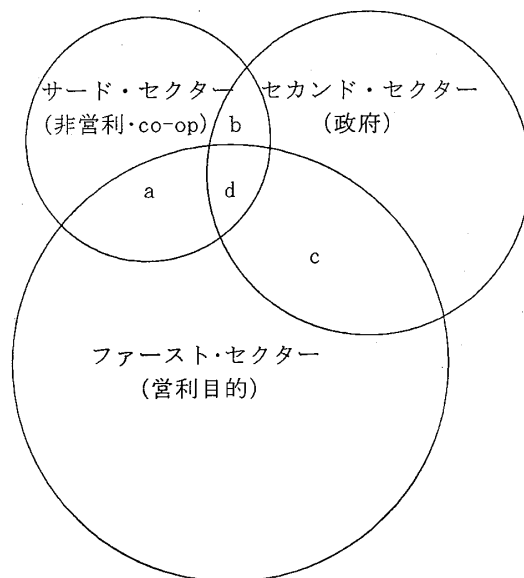 サード・セクター
(非営利・co-op)
セカンド・セクター
(政府)
b
a
d
c
ファースト・セクター
(営利目的)